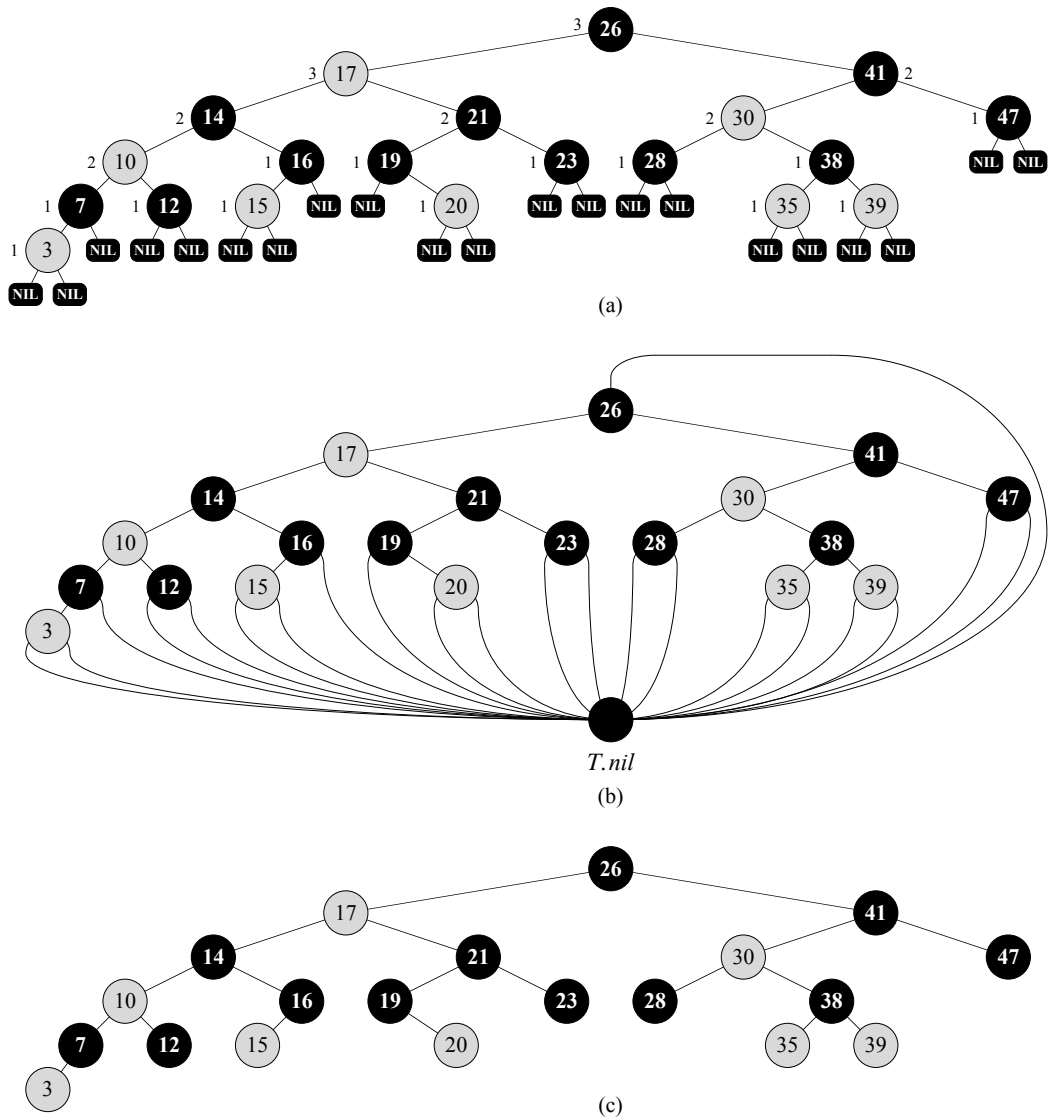 3 26
3 17 41 2
2 14 2 21 2 30 1 47
2 10 1 16 1 19 1 23 1 28 1 38 NIL NIL
1 7 1 12 1 15 NIL NIL 1 20 NIL NIL NIL NIL 1 35 1 39
1 3 NIL NIL NIL NIL NIL NIL NIL NIL NIL NIL NIL
NIL NIL
(a)
26
17 41
14 21 30 47
10 16 19 23 28 38
7 12 15 20 35 39
3
T.nil
(b)
26
17 41
14 21 30 47
10 16 19 23 28 38
7 12 15 20 35 39
3
(c)